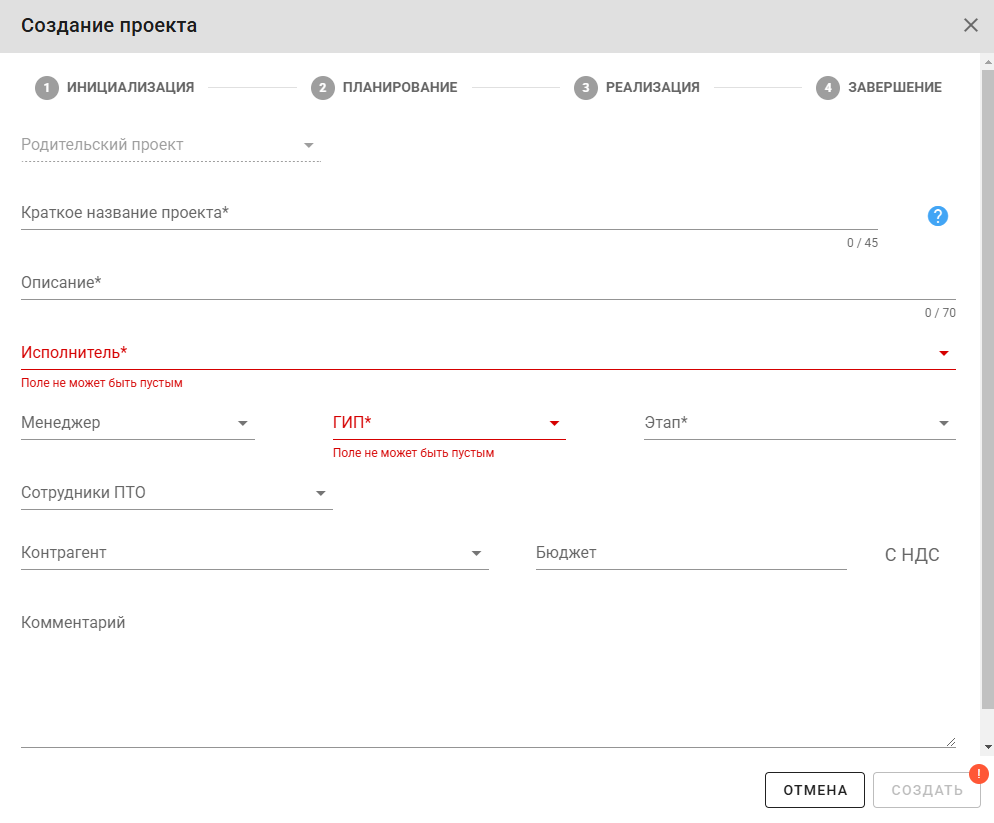 Создание проекта
1 ИНИЦИАЛИЗАЦИЯ 2 ПЛАНИРОВАНИЕ 3 РЕАЛИЗАЦИЯ 4 ЗАВЕРШЕНИЕ
Родительский проект
Краткое название проекта*
?
0 / 45
Описание*
0 / 70
Исполнитель*
Поле не может быть пустым
Менеджер ГИП* Этап*
Поле не может быть пустым
Сотрудники ПТО
Контрагент Бюджет С НДС
Комментарий
!
ОТМЕНА СОЗДАТЬ